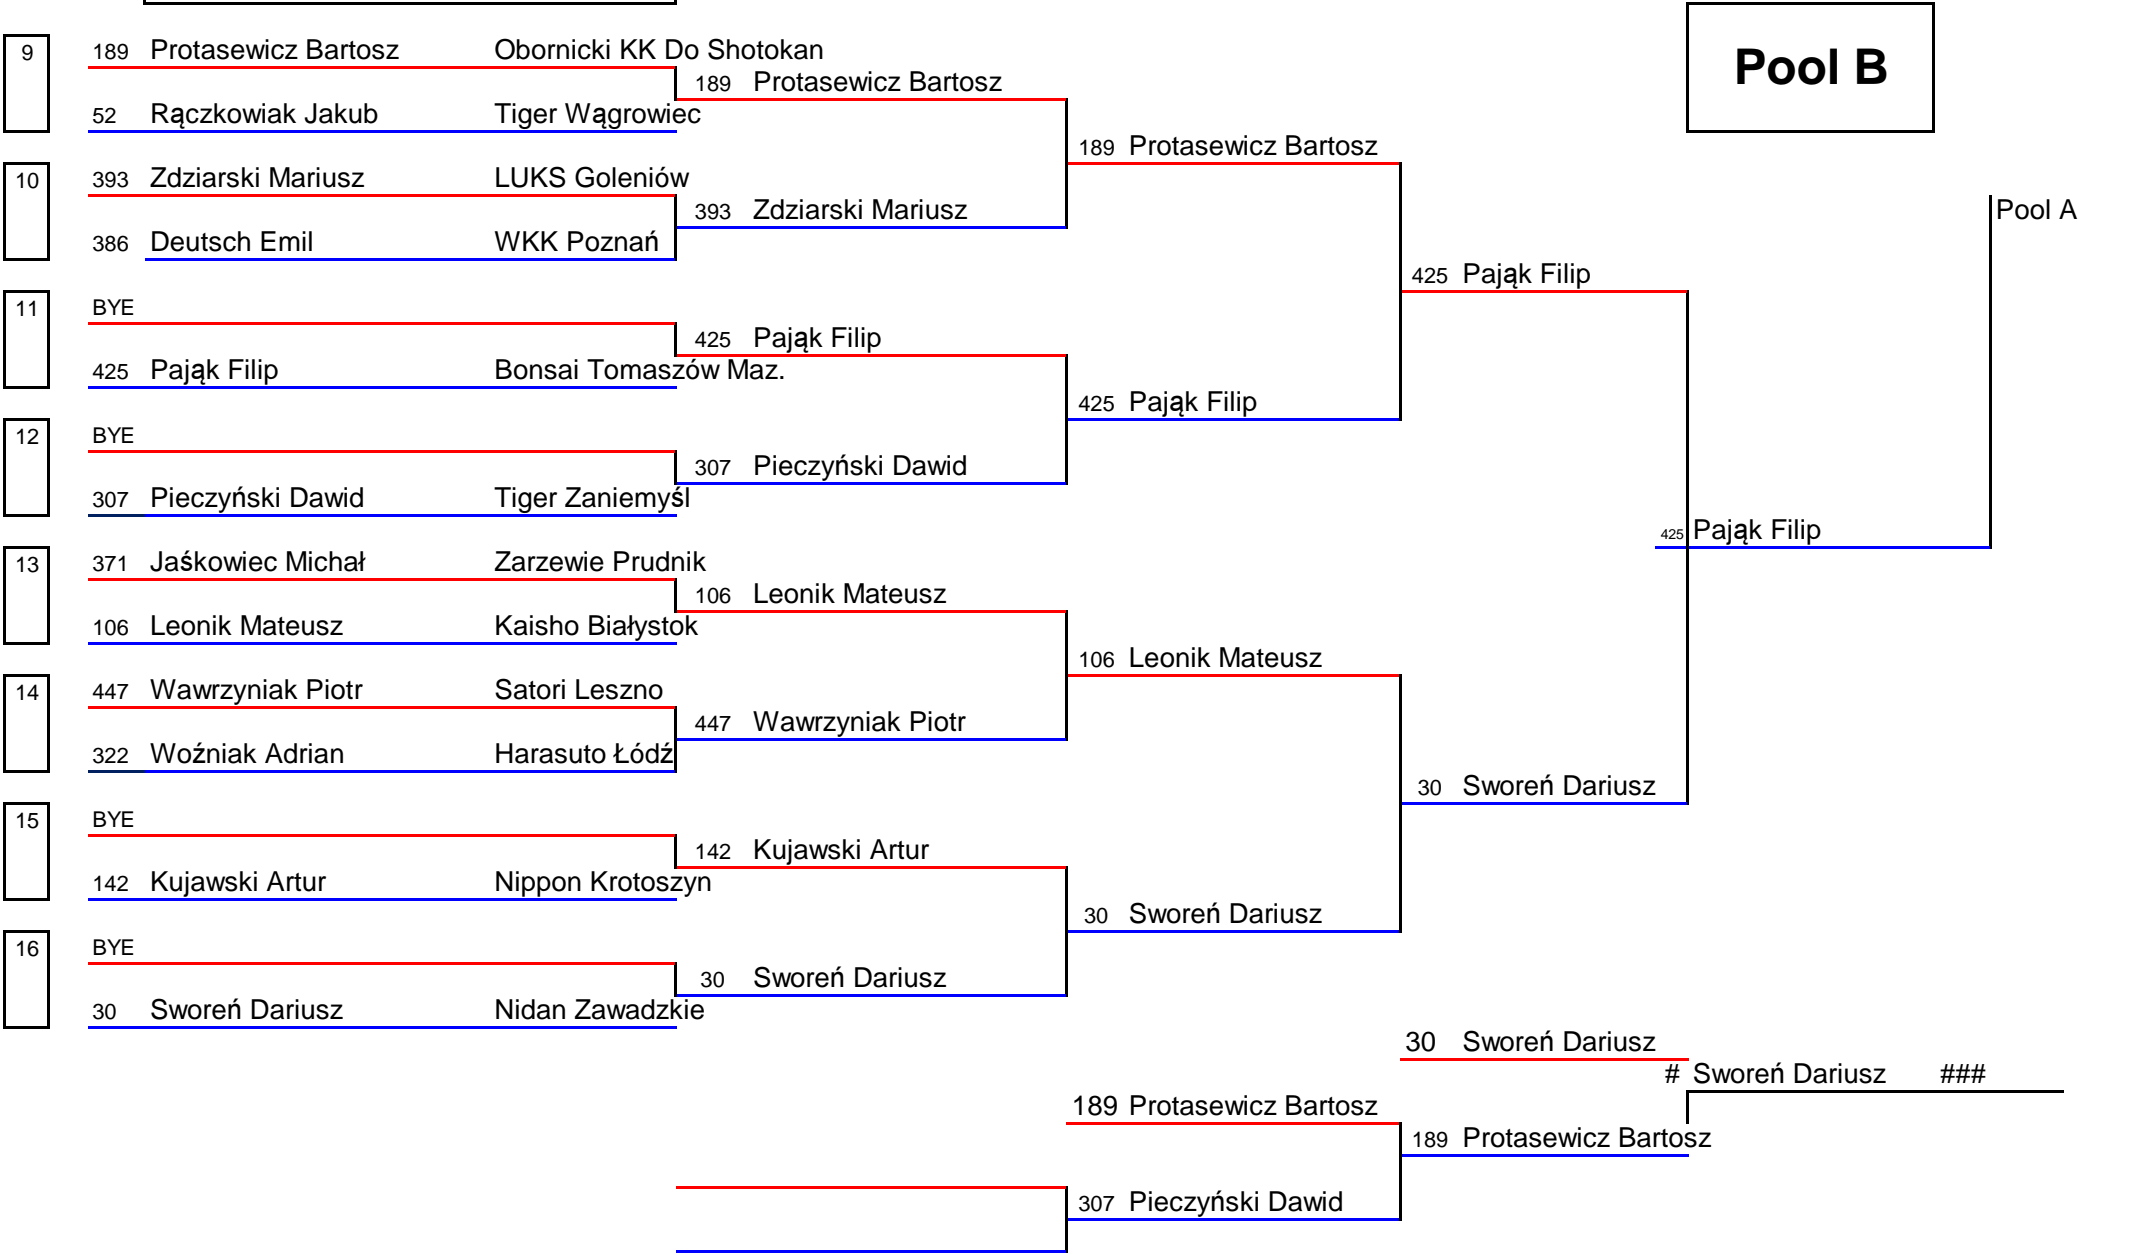 Pool B
9 189 Protasewicz Bartosz Obornicki KK Do Shotokan
189 Protasewicz Bartosz
52 Rączkowiak Jakub Tiger Wągrowiec
189 Protasewicz Bartosz
10 393 Zdziarski Mariusz LUKS Goleniów
393 Zdziarski Mariusz
Pool A
386 Deutsch Emil WKK Poznań
425 Pająk Filip
11 BYE
425 Pająk Filip
425 Pająk Filip Bonsai Tomaszów Maz.
425 Pająk Filip
12 BYE
307 Pieczyński Dawid
307 Pieczyński Dawid Tiger Zaniemyśl
425 Pająk Filip
13 371 Jaśkowiec Michał Zarzewie Prudnik
106 Leonik Mateusz
106 Leonik Mateusz Kaisho Białystok
106 Leonik Mateusz
14 447 Wawrzyniak Piotr Satori Leszno
447 Wawrzyniak Piotr
322 Woźniak Adrian Harasuto Łódź
30 Sworeń Dariusz
15 BYE
142 Kujawski Artur
142 Kujawski Artur Nippon Krotoszyn
30 Sworeń Dariusz
16 BYE
30 Sworeń Dariusz
30 Sworeń Dariusz Nidan Zawadzkie
30 Sworeń Dariusz
# Sworeń Dariusz ###
189 Protasewicz Bartosz
189 Protasewicz Bartosz
307 Pieczyński Dawid